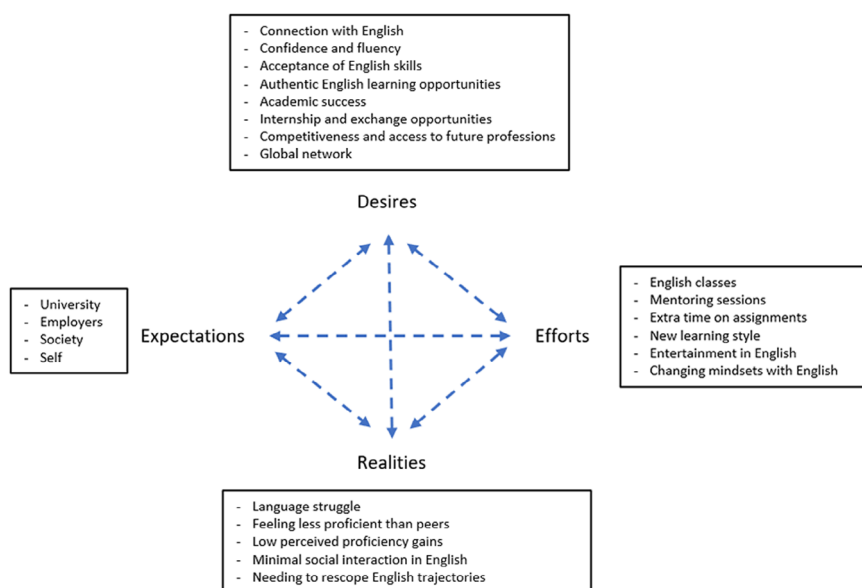 - Connection with English
- Confidence and fluency
- Acceptance of English skills
- Authentic English learning opportunities
- Academic success
- Internship and exchange opportunities
- Competitiveness and access to future professions
- Global network
Desires
- University
- Employers
- Society
- Self
Expectations
Efforts
- English classes
- Mentoring sessions
- Extra time on assignments
- New learning style
- Entertainment in English
- Changing mindsets with English
Realities
- Language struggle
- Feeling less proficient than peers
- Low perceived proficiency gains
- Minimal social interaction in English
- Needing to rescope English trajectories